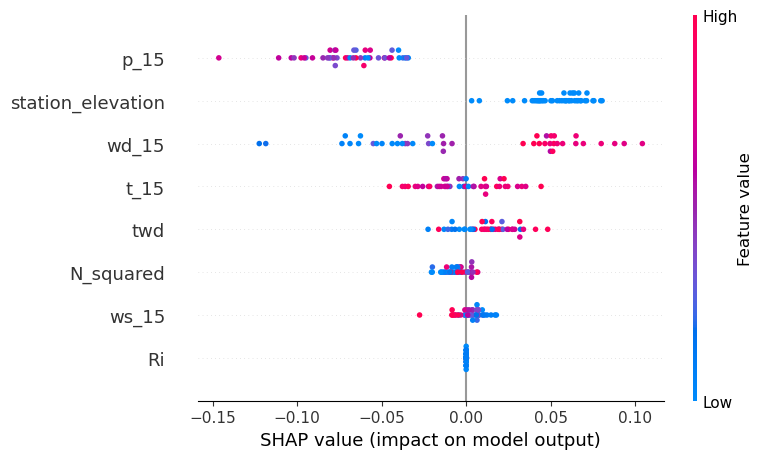 High
p_15
station_elevation
wd_15
t_15
twd
N_squared
ws_15
Ri
Feature value
Low
−0.15 −0.10 −0.05 0.00 0.05 0.10
SHAP value (impact on model output)